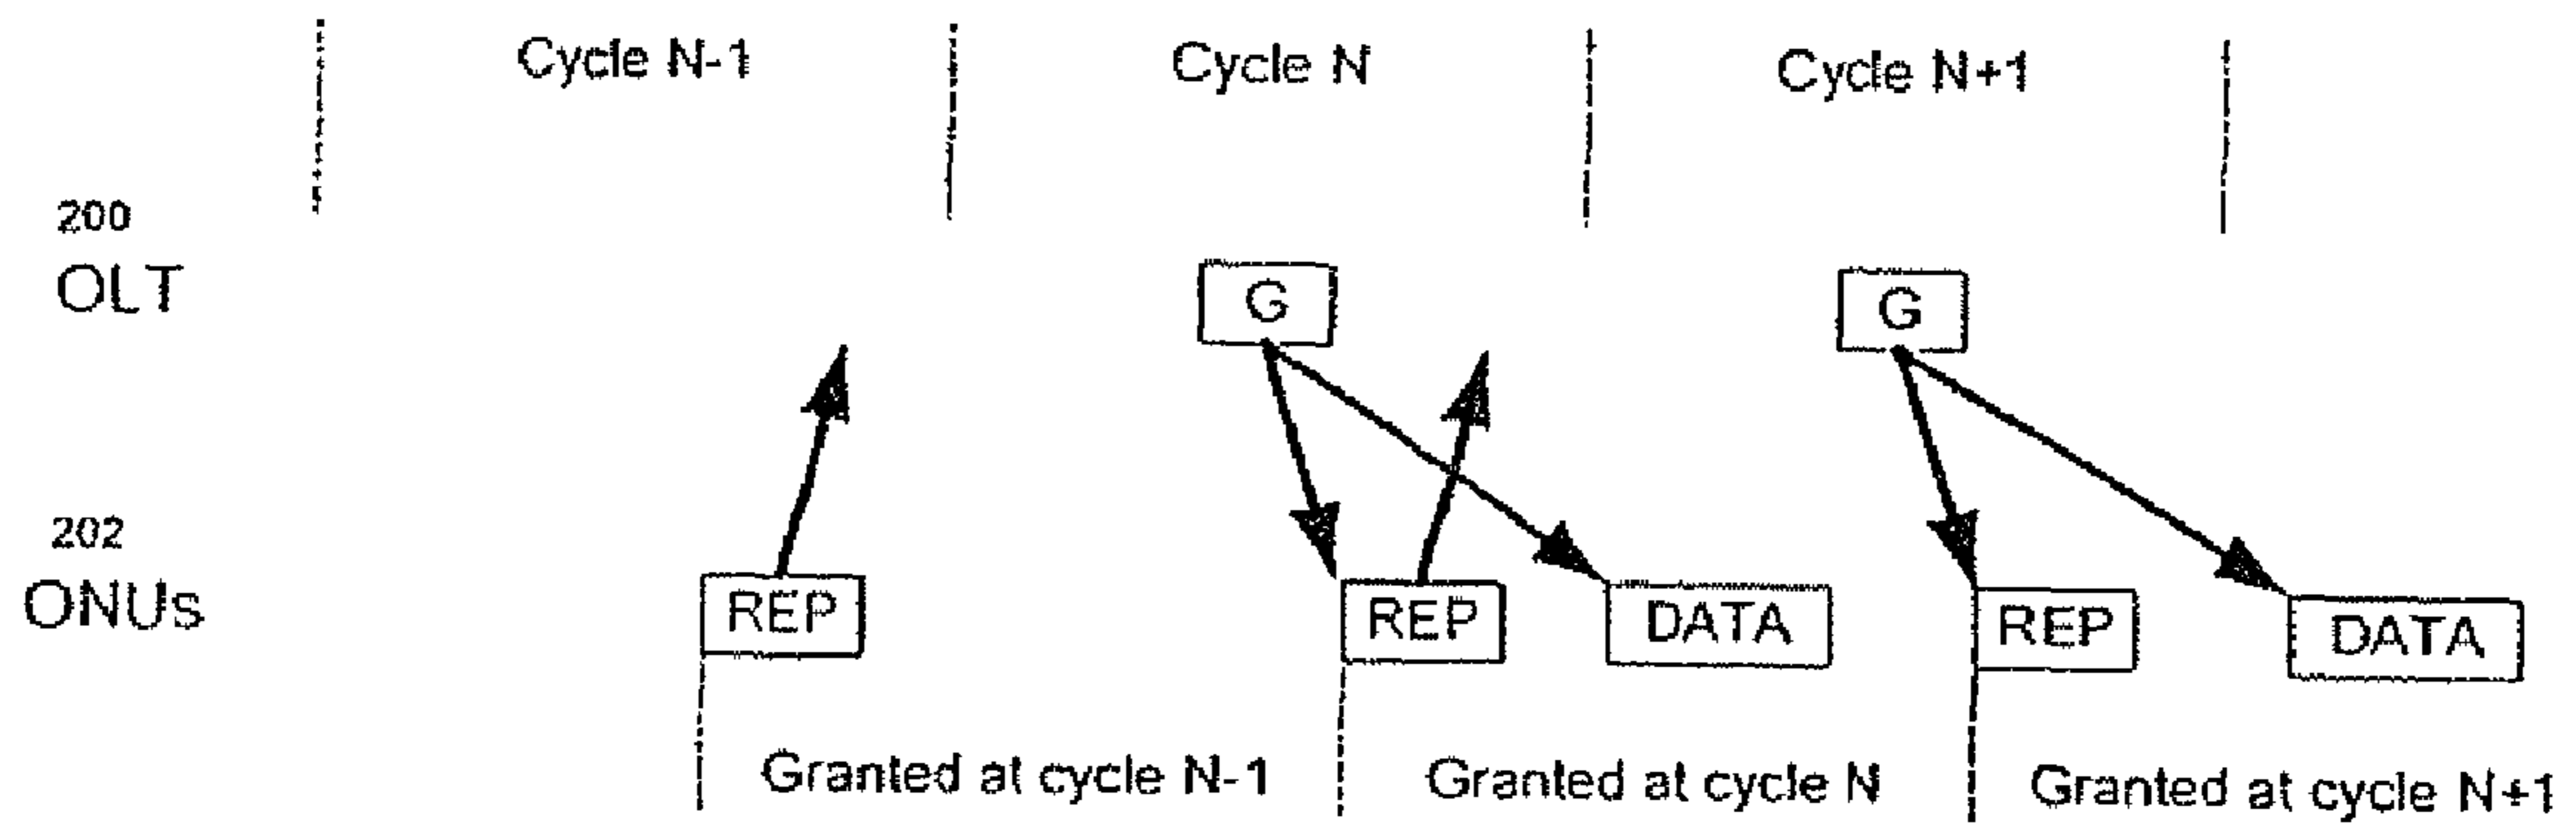 Cycle N-1 Cycle N Cycle N+1
200
OLT
G G
202
ONUs
REP REP DATA REP DATA
Granted at cycle N-1 Granted at cycle N Granted at cycle N+1